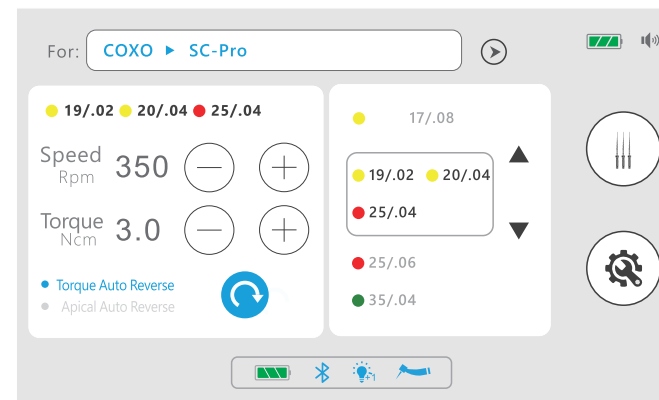 For: COXO ▶ SC-Pro
19/.02 20/.04 25/.04
Speed
Rpm
350
Torque
Ncm
3.0
Torque Auto Reverse
Apical Auto Reverse
17/.08
19/.02 20/.04
25/.04
25/.06
35/.04
+1